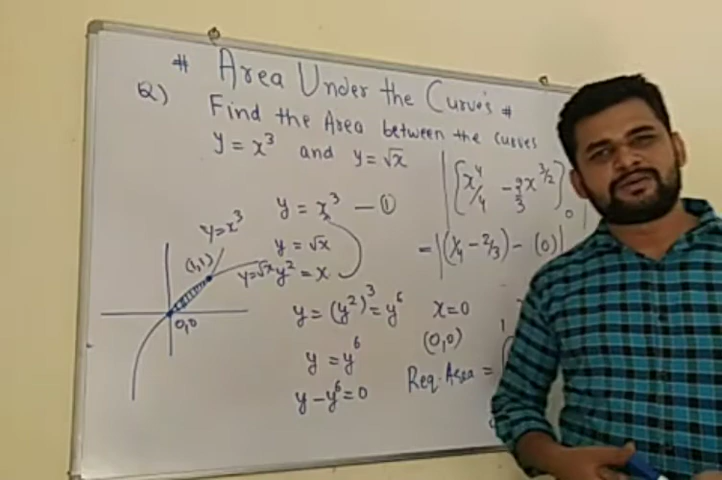 # Area Under the Curve's #
Q) Find the Area between the curves
y = x³ and y = √x
y = x³ — ①
y = √x
y² = x
y = (y²)³ = y⁶
y = y⁶
y - y⁶ = 0
y = x³
(1,1)
y = √x
0,0
x = 0
(0,0)
Req. Area =
1
| [x⁴/4 - 2/3 x^3/2]
0
= |(1/4 - 2/3) - (0)|